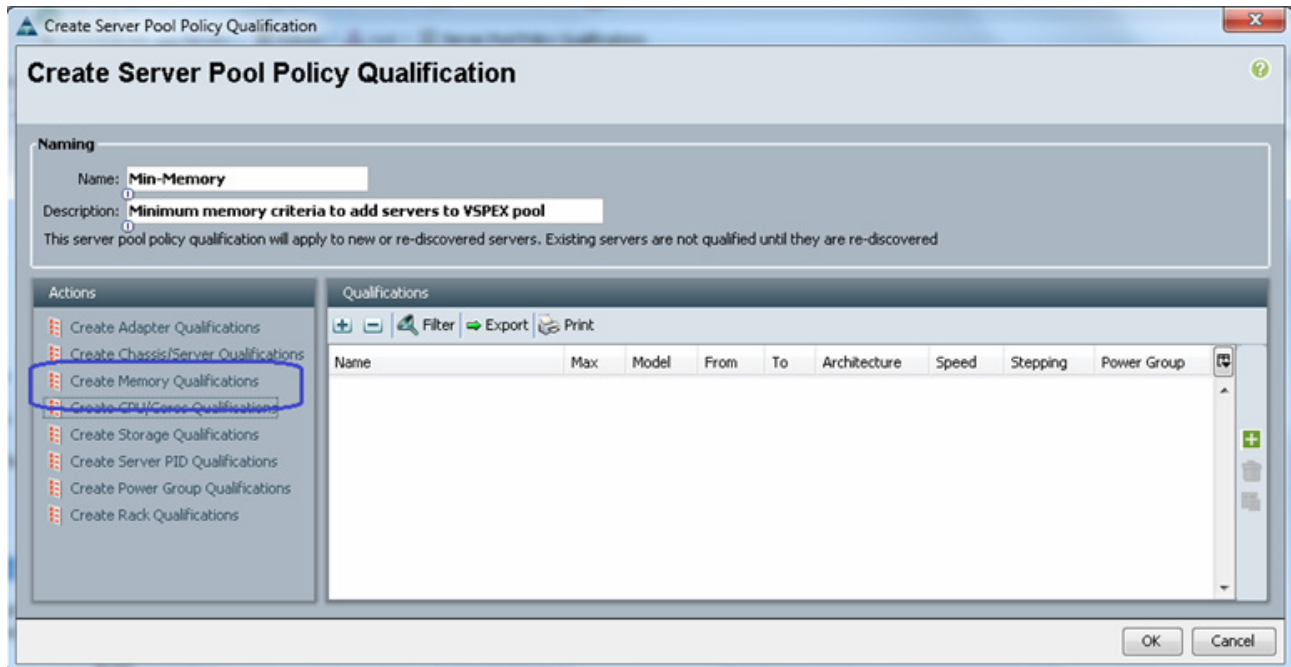 Create Server Pool Policy Qualification
Create Server Pool Policy Qualification
Naming
Name: Min-Memory
Description: Minimum memory criteria to add servers to VSPEX pool
This server pool policy qualification will apply to new or re-discovered servers. Existing servers are not qualified until they are re-discovered
Actions
Create Adapter Qualifications
Create Chassis/Server Qualifications
Create Memory Qualifications
Create CPU/Cores Qualifications
Create Storage Qualifications
Create Server PID Qualifications
Create Power Group Qualifications
Create Rack Qualifications
Qualifications
Filter Export Print
Name Max Model From To Architecture Speed Stepping Power Group
OK Cancel